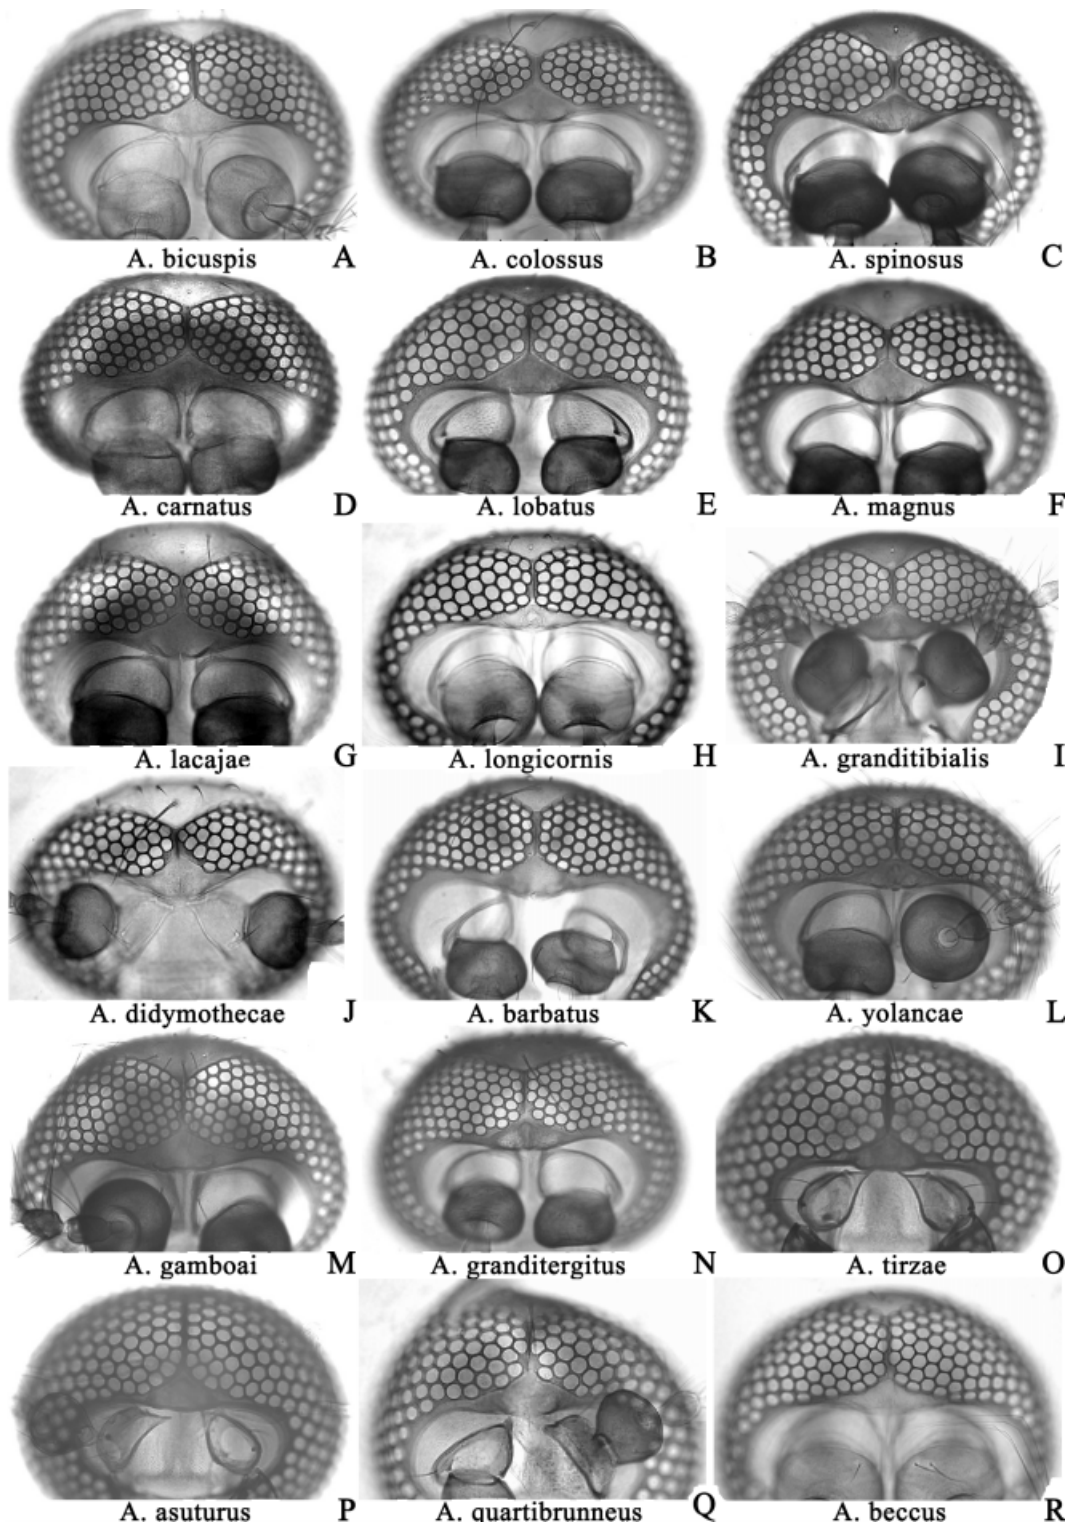 A. bicuspis A
A. colossus B
A. spinosus C
A. carnatus D
A. lobatus E
A. magnus F
A. lacajae G
A. longicornis H
A. granditibialis I
A. didymothecae J
A. barbatus K
A. yolancae L
A. gamboai M
A. granditergitus N
A. tirzae O
A. asuturus P
A. quartibrunneus Q
A. beccus R